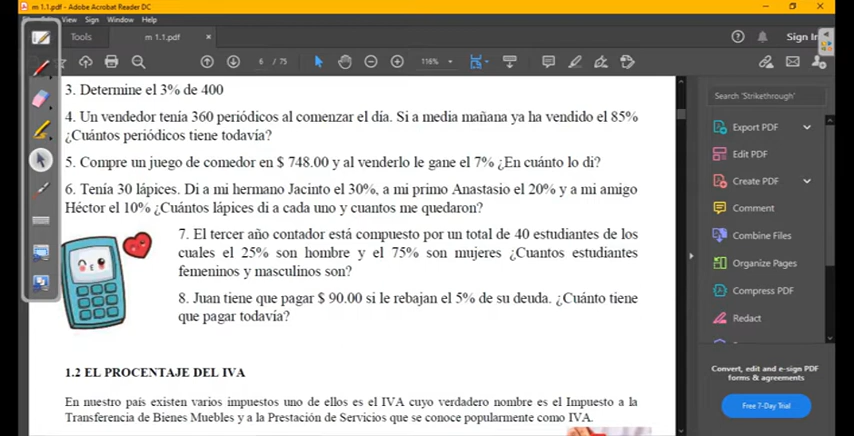 m 1.1.pdf - Adobe Acrobat Reader DC
View Sign Window Help
Tools
m 1.1.pdf
×
Sign In
6 / 75
116%
3. Determine el 3% de 400
4. Un vendedor tenía 360 periódicos al comenzar el día. Si a media mañana ya ha vendido el 85%
¿Cuántos periódicos tiene todavía?
5. Compre un juego de comedor en $ 748.00 y al venderlo le gane el 7% ¿En cuánto lo di?
6. Tenía 30 lápices. Di a mi hermano Jacinto el 30%, a mi primo Anastasio el 20% y a mi amigo
Héctor el 10% ¿Cuántos lápices di a cada uno y cuantos me quedaron?
7. El tercer año contador está compuesto por un total de 40 estudiantes de los
cuales el 25% son hombre y el 75% son mujeres ¿Cuantos estudiantes
femeninos y masculinos son?
8. Juan tiene que pagar $ 90.00 si le rebajan el 5% de su deuda. ¿Cuánto tiene
que pagar todavía?
1.2 EL PROCENTAJE DEL IVA
En nuestro país existen varios impuestos uno de ellos es el IVA cuyo verdadero nombre es el Impuesto a la
Transferencia de Bienes Muebles y a la Prestación de Servicios que se conoce popularmente como IVA.
Search 'Strikethrough'
Export PDF
Edit PDF
Create PDF
Comment
Combine Files
Organize Pages
Compress PDF
Redact
Convert, edit and e-sign PDF
forms & agreements
Free 7-Day Trial